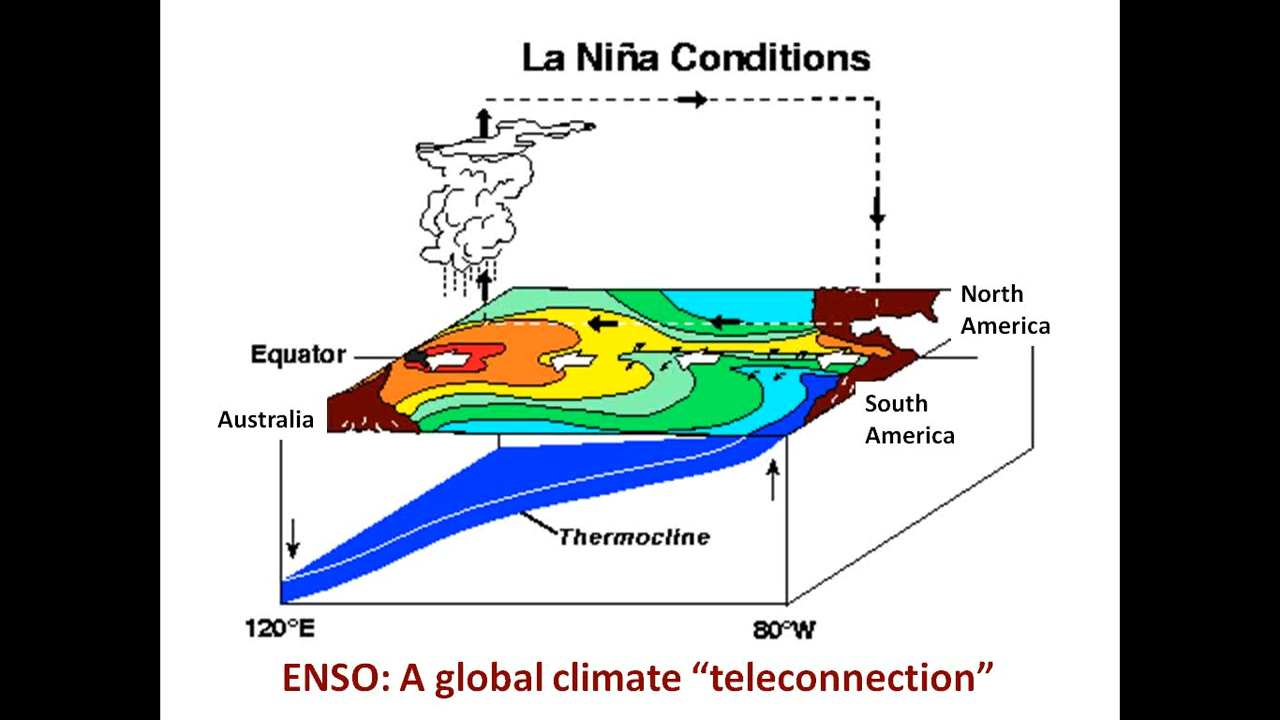 La Niña Conditions
North
America
Equator
Australia
South
America
Thermocline
120°E
80°W
ENSO: A global climate “teleconnection”